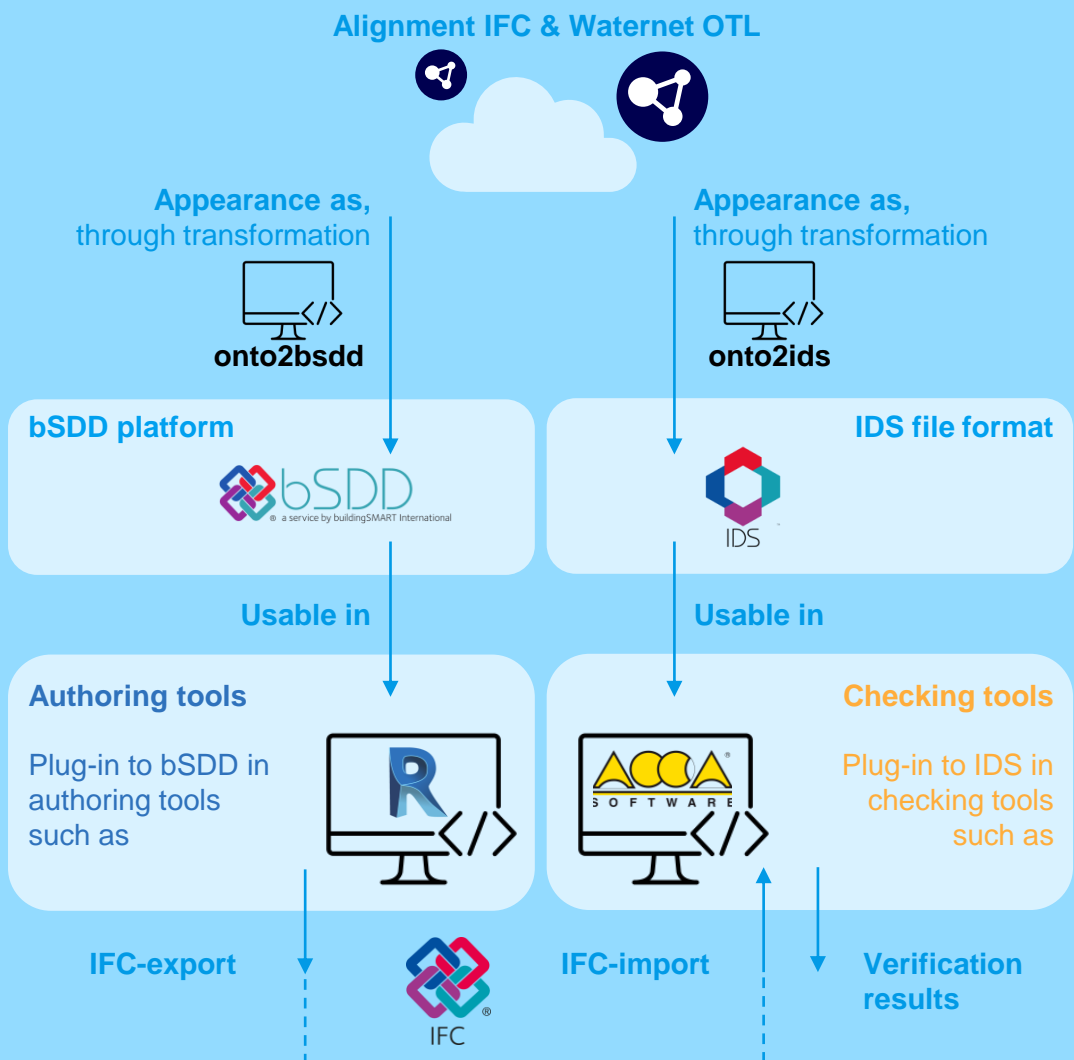 Alignment IFC & Waternet OTL
Appearance as,
through transformation
</>
onto2bsdd
Appearance as,
through transformation
</>
onto2ids
bSDD platform
bSDD
® a service by buildingSMART International
IDS file format
IDS
Usable in
Usable in
Authoring tools
Plug-in to bSDD in
authoring tools
such as
R
</>
Checking tools
Plug-in to IDS in
checking tools
such as
ACCA®
SOFTWARE
</>
IFC-export
®
IFC
IFC-import
Verification
results